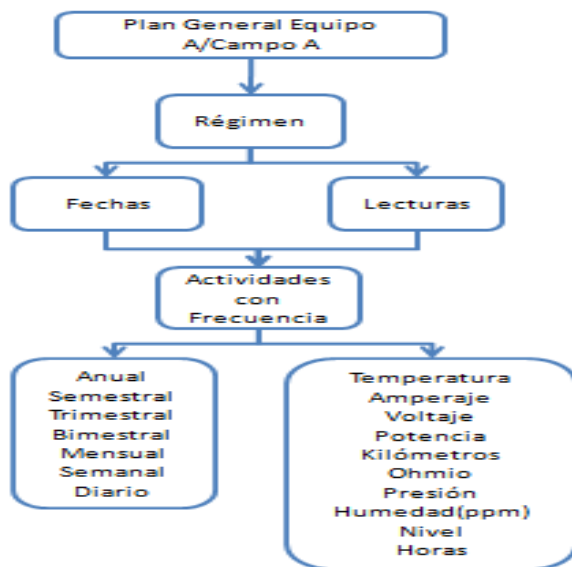 Plan General Equipo
A/Campo A
Régimen
Fechas
Lecturas
Actividades
con
Frecuencia
Anual
Semestral
Trimestral
Bimestral
Mensual
Semanal
Diario
Temperatura
Amperaje
Voltaje
Potencia
Kilómetros
Ohmio
Presión
Humedad(ppm)
Nivel
Horas